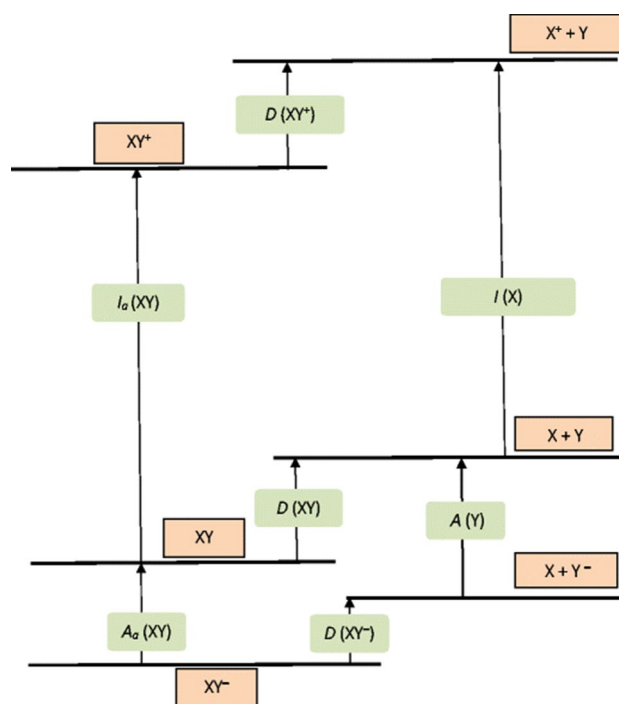 X⁺ + Y
D (XY⁺)
XY⁺
Iₐ (XY)
I (X)
X + Y
D (XY)
A (Y)
XY
X + Y⁻
Aₐ (XY)
D (XY⁻)
XY⁻